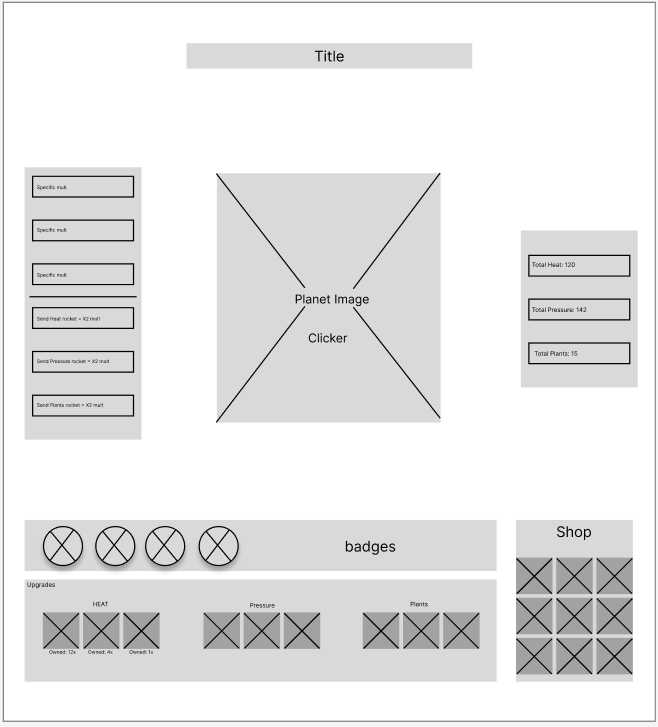 Title
Specific mult
Specific mult
Specific mult
Send Heat rocket = X2 mult
Send Pressure rocket = X2 mult
Send Plants rocket = X2 mult
Planet Image
Clicker
Total Heat: 120
Total Pressure: 142
Total Plants: 15
badges
Shop
Upgrades
HEAT
Pressure
Plants
Owned: 12x
Owned: 4x
Owned: 1x